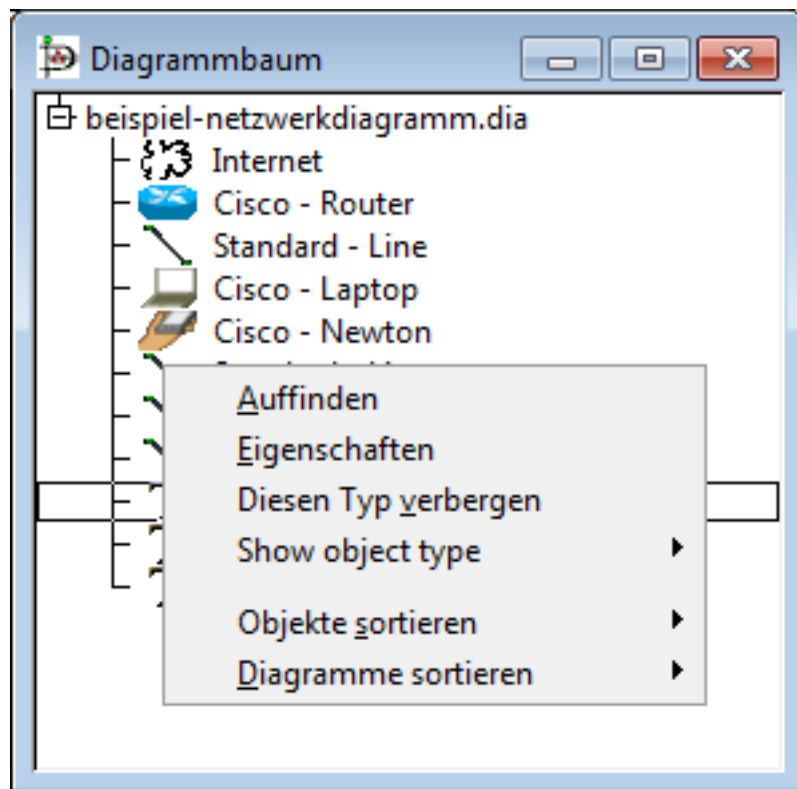 Diagrammbaum
beispiel-netzwerkdiagramm.dia
Internet
Cisco - Router
Standard - Line
Cisco - Laptop
Cisco - Newton
Auffinden
Eigenschaften
Diesen Typ verbergen
Show object type
Objekte sortieren
Diagramme sortieren